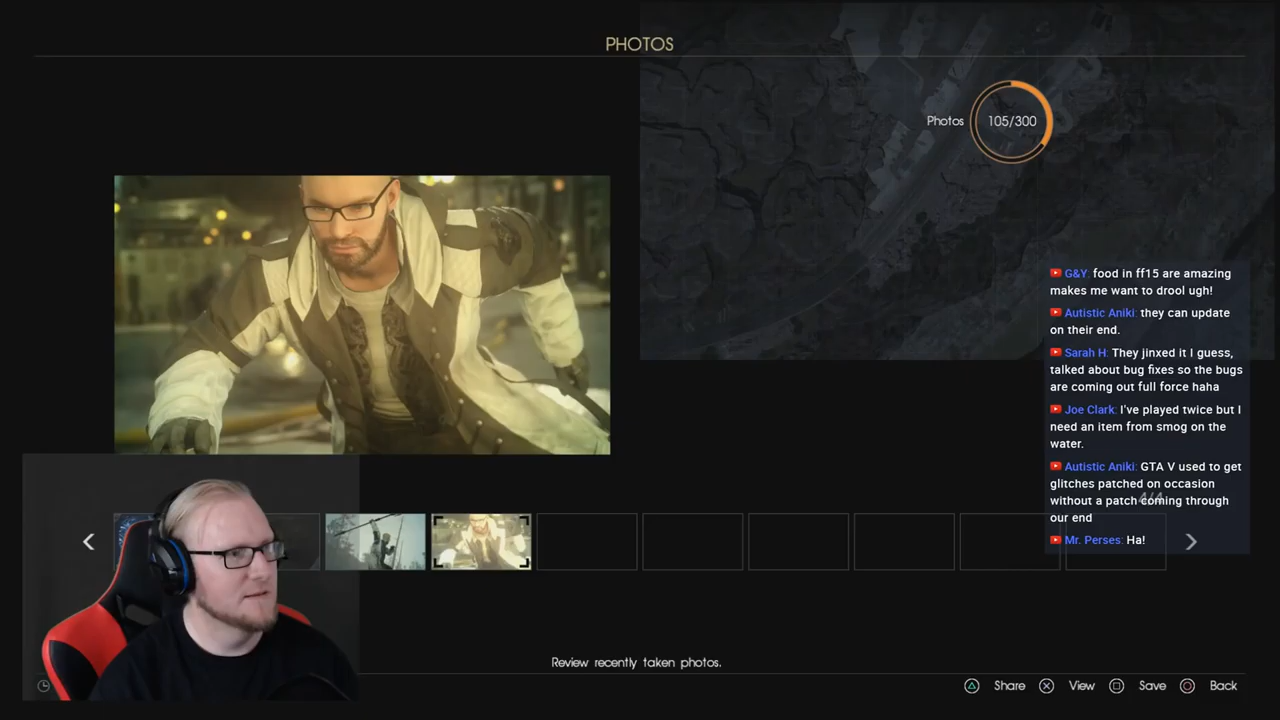 PHOTOS
Photos 105/300
G&Y: food in ff15 are amazing
makes me want to drool ugh!
Autistic Aniki: they can update
on their end.
Sarah H: They jinxed it I guess,
talked about bug fixes so the bugs
are coming out full force haha
Joe Clark: I've played twice but I
need an item from smog on the
water.
Autistic Aniki: GTA V used to get
glitches patched on occasion
without a patch coming through
our end
Mr. Perses: Ha!
4/4
Review recently taken photos.
Share View Save Back